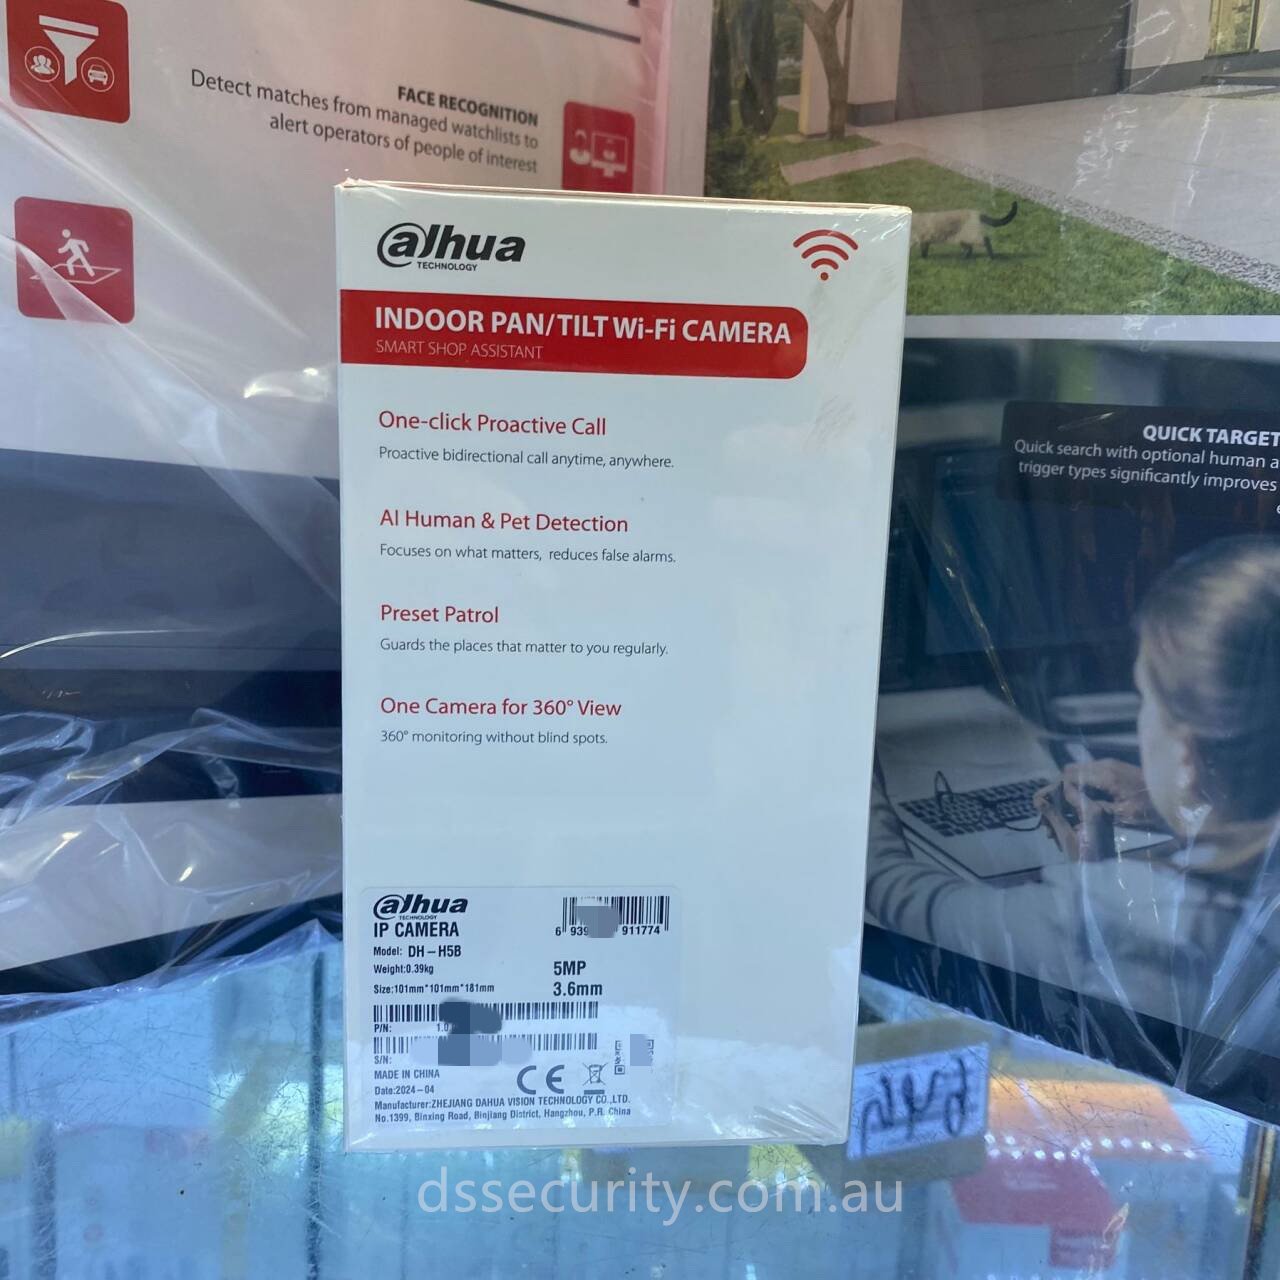 FACE RECOGNITION
Detect matches from managed watchlists to
alert operators of people of interest
alhua
TECHNOLOGY
INDOOR PAN/TILT Wi-Fi CAMERA
SMART SHOP ASSISTANT
One-click Proactive Call
Proactive bidirectional call anytime, anywhere.
AI Human & Pet Detection
Focuses on what matters, reduces false alarms.
Preset Patrol
Guards the places that matter to you regularly.
One Camera for 360° View
360° monitoring without blind spots.
QUICK TARGET
Quick search with optional human a
trigger types significantly improves
alhua
TECHNOLOGY
IP CAMERA
6 939 911774
Model: DH-H5B
Weight:0.39kg
5MP
Size:101mm*101mm*181mm
3.6mm
P/N: 1.0
S/N:
MADE IN CHINA
CE
Date:2024-04
Manufacturer:ZHEJIANG DAHUA VISION TECHNOLOGY CO.,LTD.
No.1399, Binxing Road, Binjiang District, Hangzhou, P.R. China
dssecurity.com.au